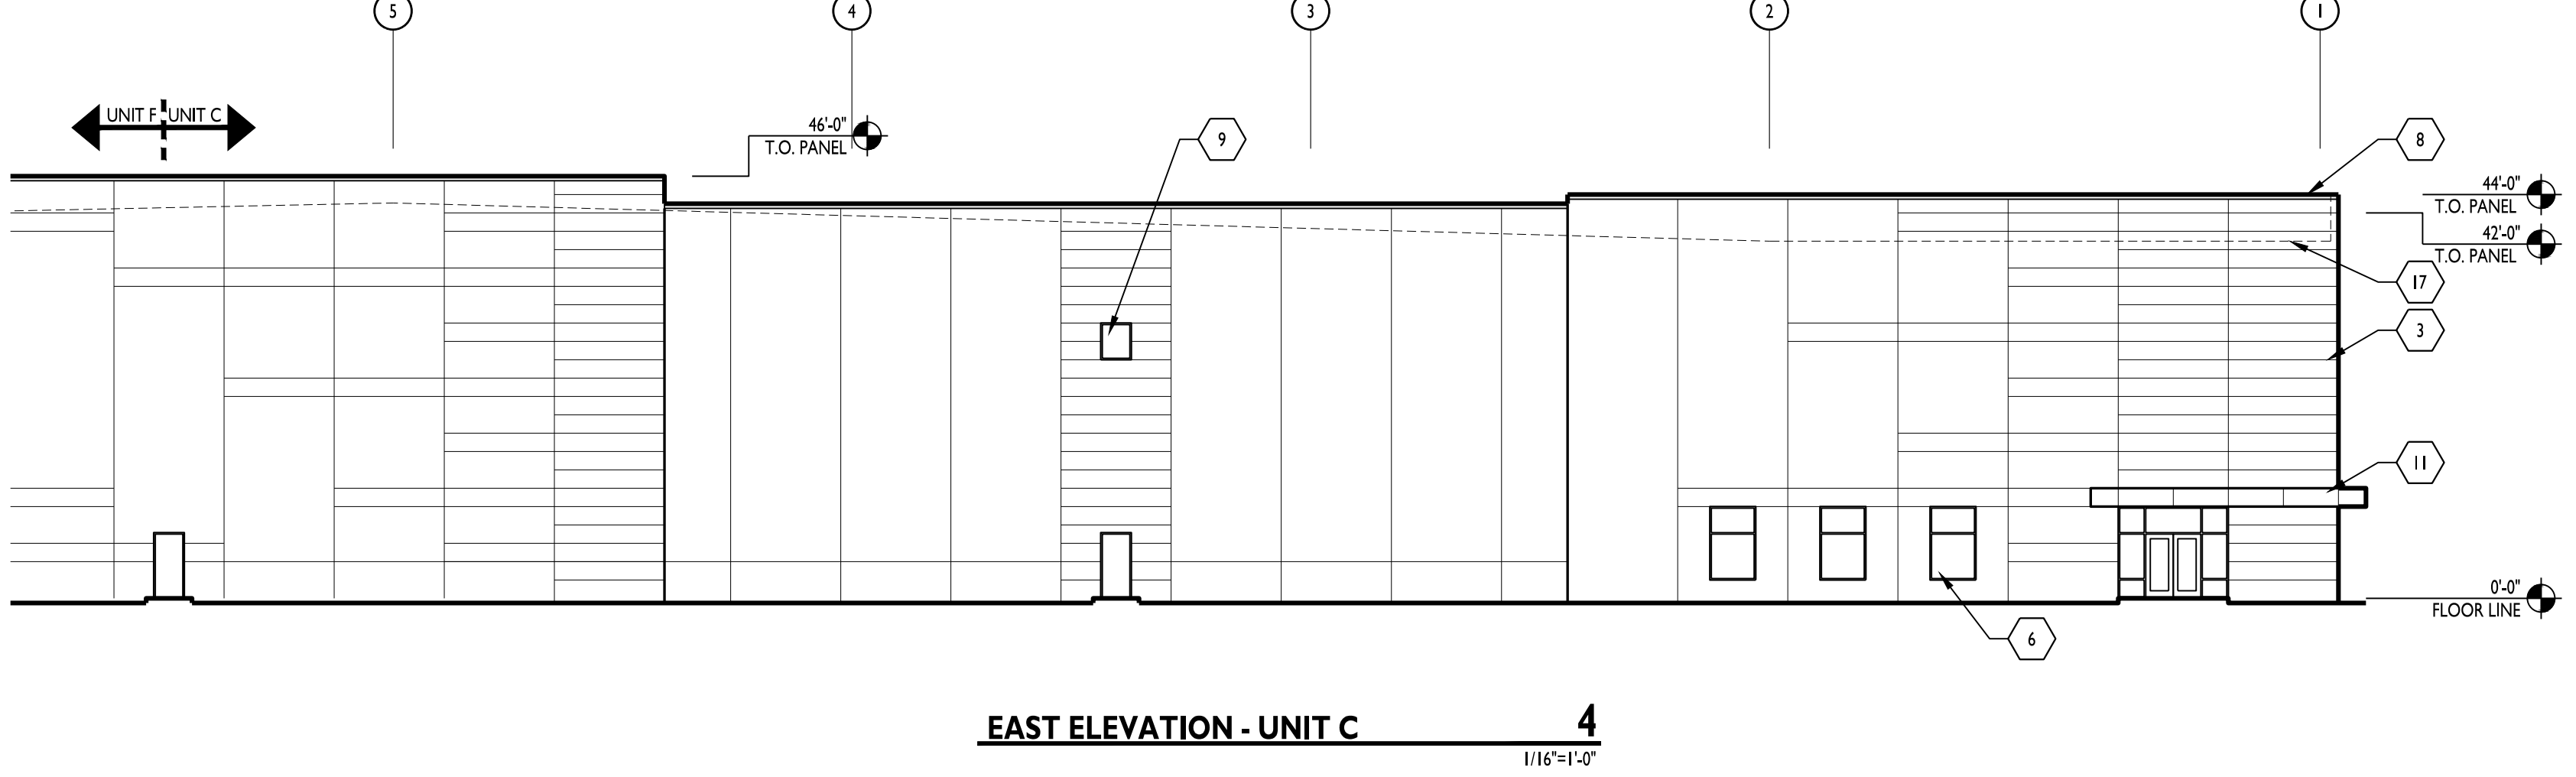 5
4
3
2
1
UNIT F UNIT C
46'-0"
T.O. PANEL
9
8
44'-0"
T.O. PANEL
42'-0"
T.O. PANEL
17
3
11
0'-0"
FLOOR LINE
6
EAST ELEVATION - UNIT C 4
1/16"=1'-0"